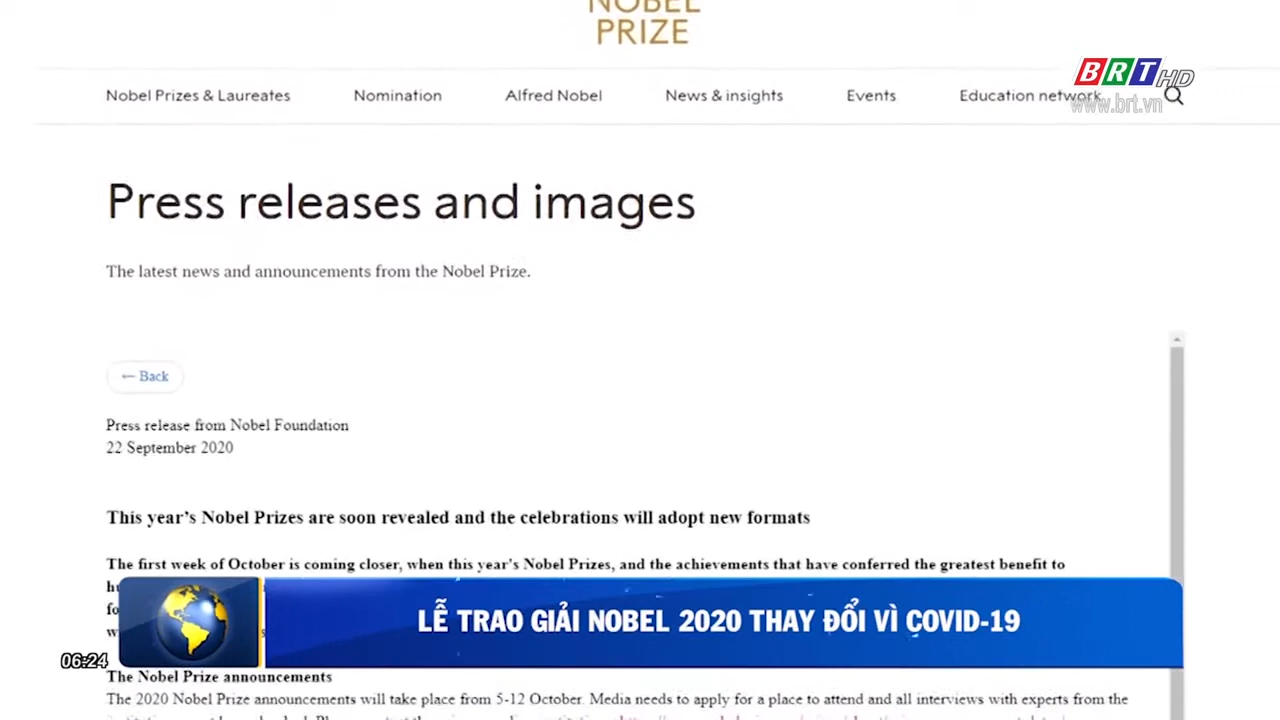 NOBEL
PRIZE
BRT HD
www.brt.vn
Nobel Prizes & Laureates Nomination Alfred Nobel News & insights Events Education network
Press releases and images
The latest news and announcements from the Nobel Prize.
← Back
Press release from Nobel Foundation
22 September 2020
This year’s Nobel Prizes are soon revealed and the celebrations will adopt new formats
The first week of October is coming closer, when this year’s Nobel Prizes, and the achievements that have conferred the greatest benefit to
LỄ TRAO GIẢI NOBEL 2020 THAY ĐỔI VÌ COVID-19
06:24
The Nobel Prize announcements
The 2020 Nobel Prize announcements will take place from 5-12 October. Media needs to apply for a place to attend and all interviews with experts from the